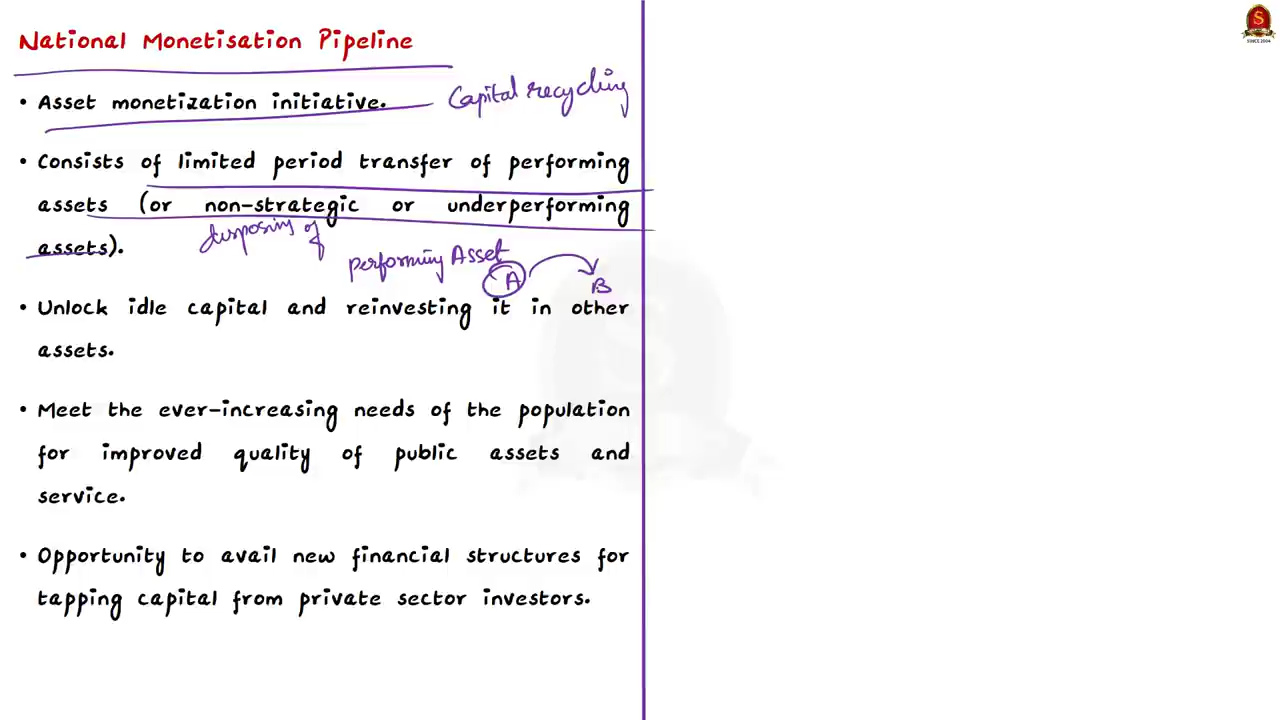 National Monetisation Pipeline
• Asset monetization initiative.
Capital recycling
• Consists of limited period transfer of performing
assets (or non-strategic or underperforming
assets).
disposing of
performing Asset
A
B
• Unlock idle capital and reinvesting it in other
assets.
• Meet the ever-increasing needs of the population
for improved quality of public assets and
service.
• Opportunity to avail new financial structures for
tapping capital from private sector investors.
S
SINCE 2004